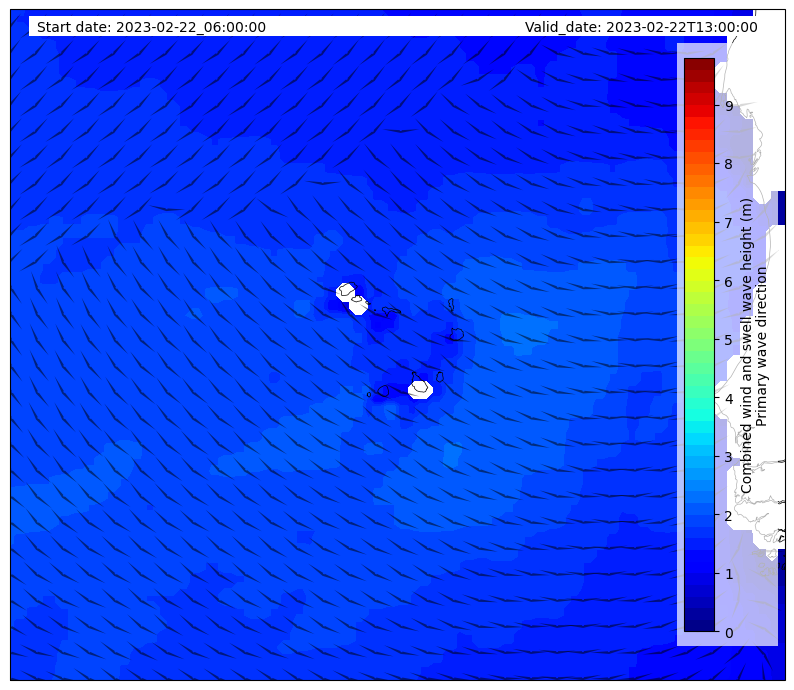 Start date: 2023-02-22_06:00:00
Valid_date: 2023-02-22T13:00:00
9
8
7
6
5
4
3
2
1
0
Combined wind and swell wave height (m)
Primary wave direction